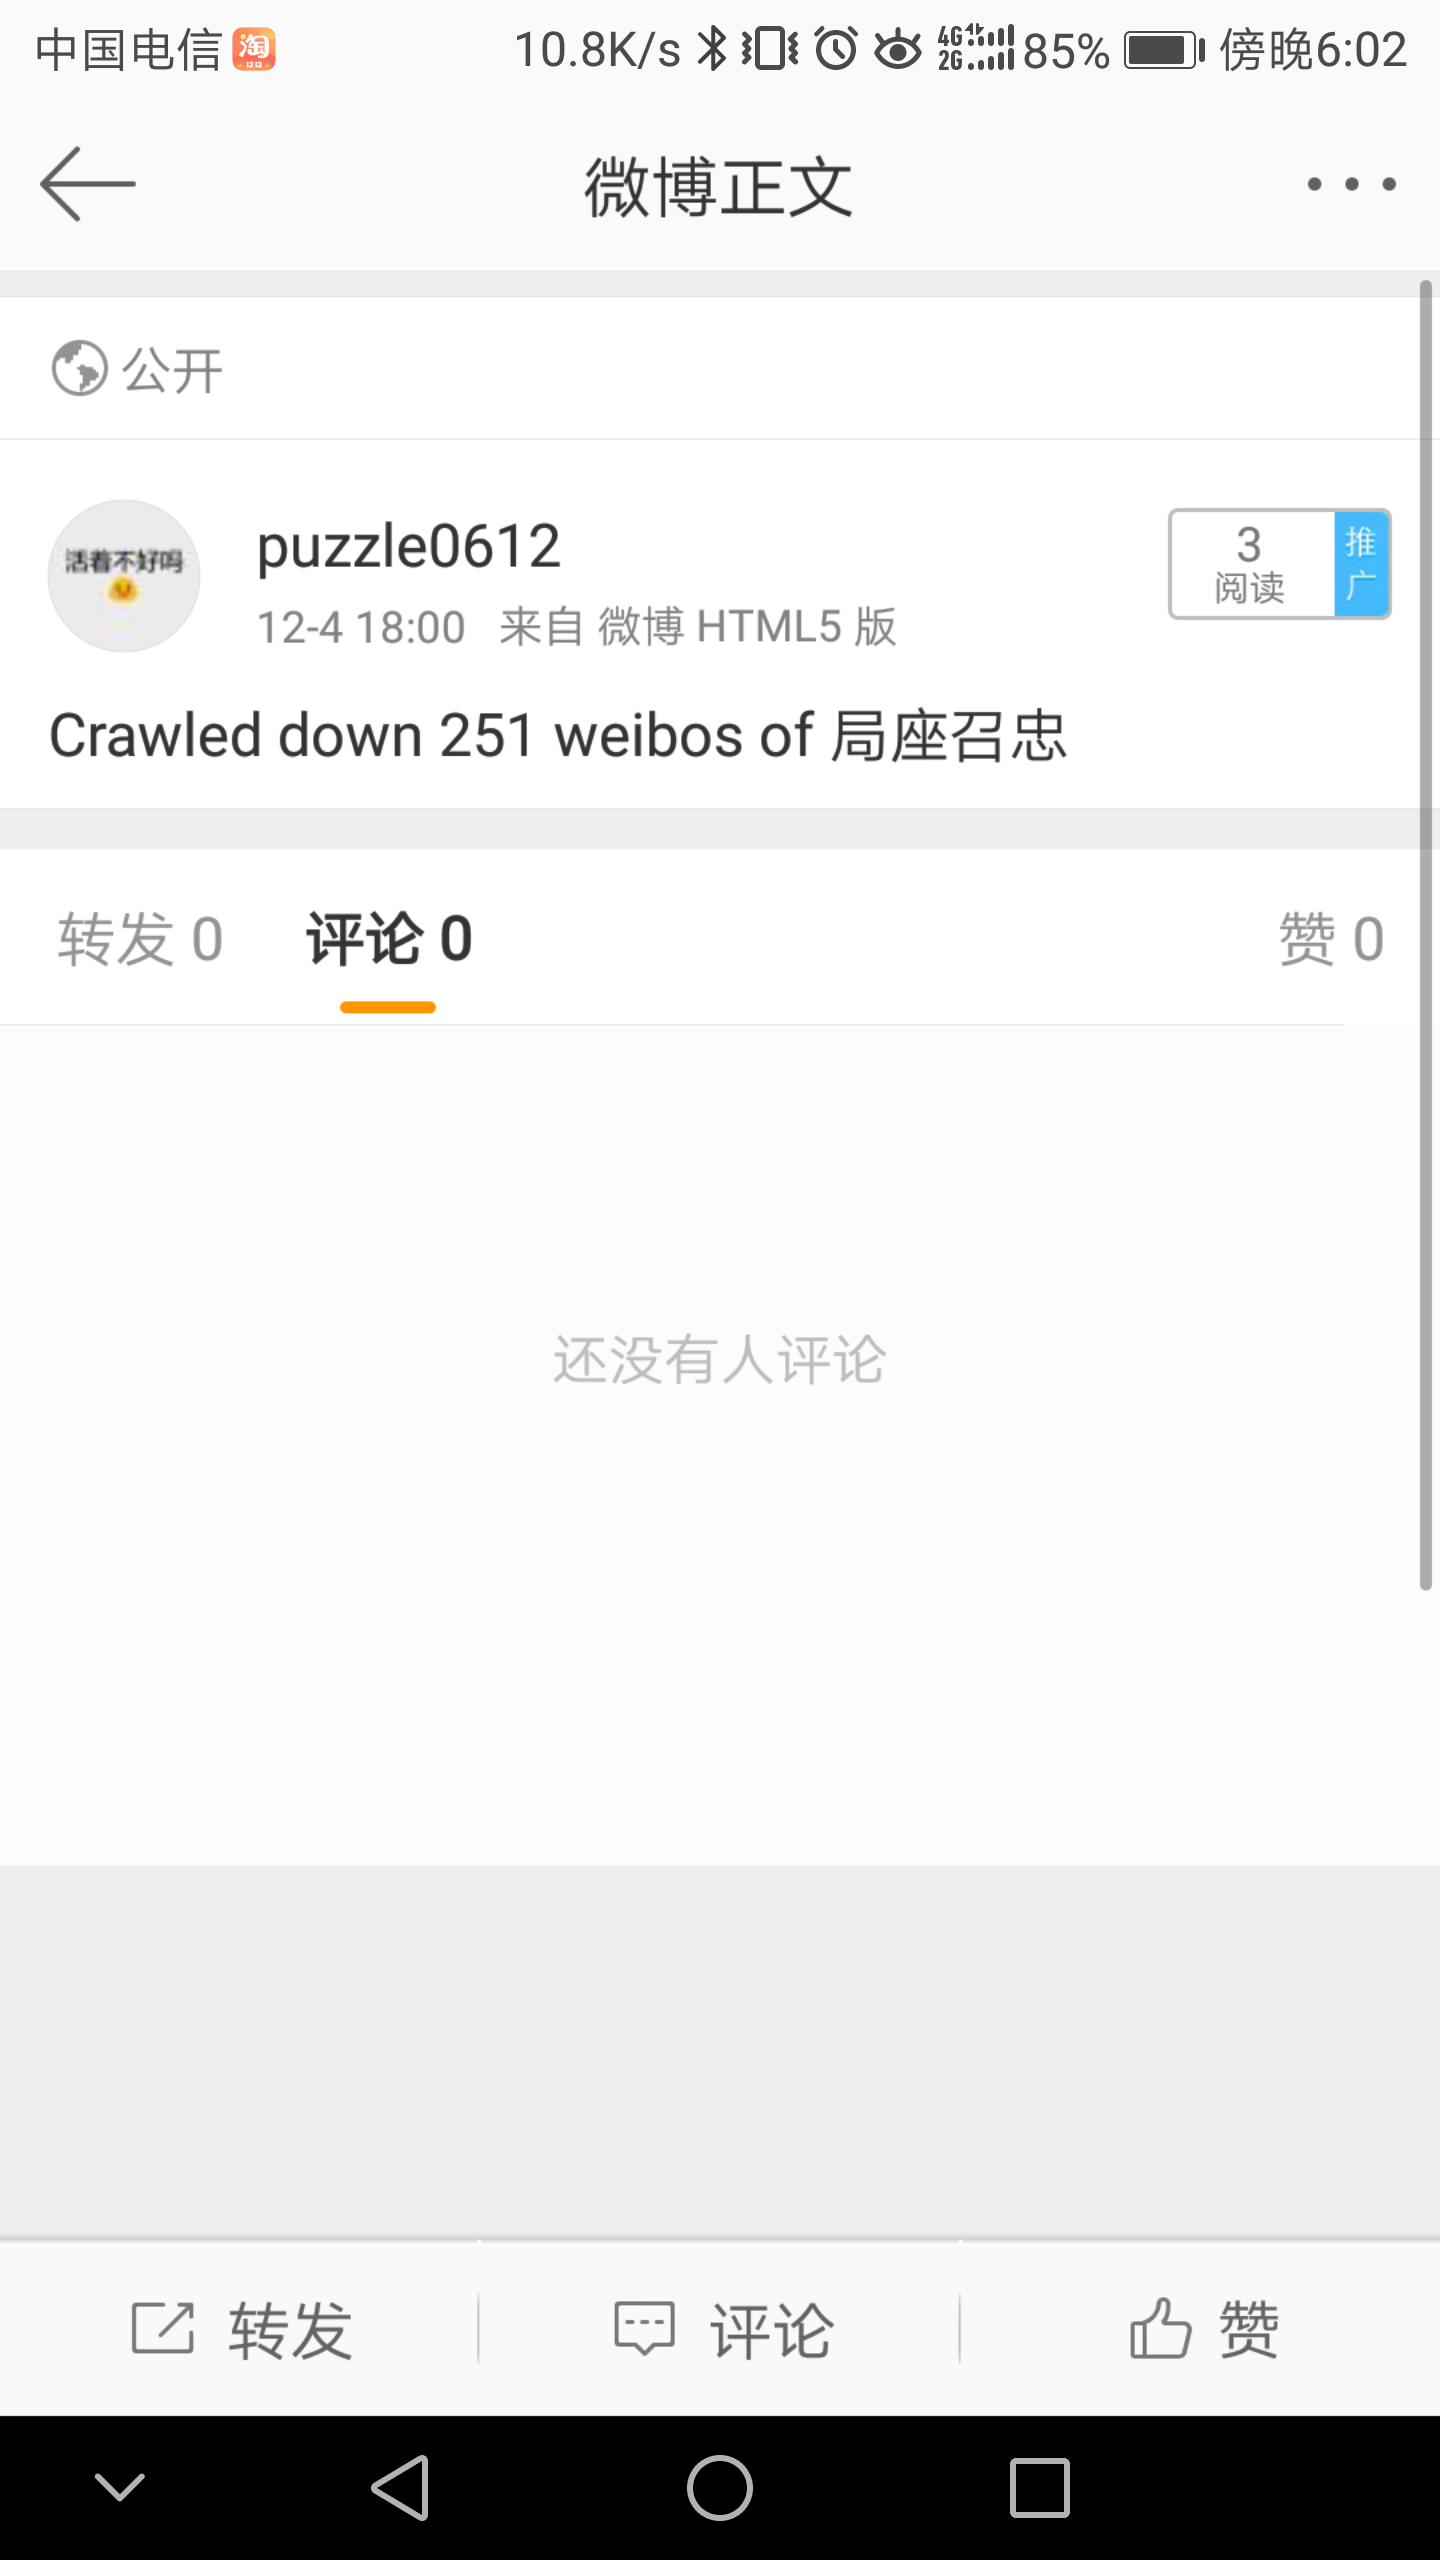 中国电信 淘 10.8K/s 4G 2G 85% 傍晚6:02
微博正文
公开
活着不好吗
puzzle0612
12-4 18:00 来自 微博 HTML5 版
3
阅读
推广
Crawled down 251 weibos of 局座召忠
转发 0 评论 0 赞 0
还没有人评论
转发 评论 赞